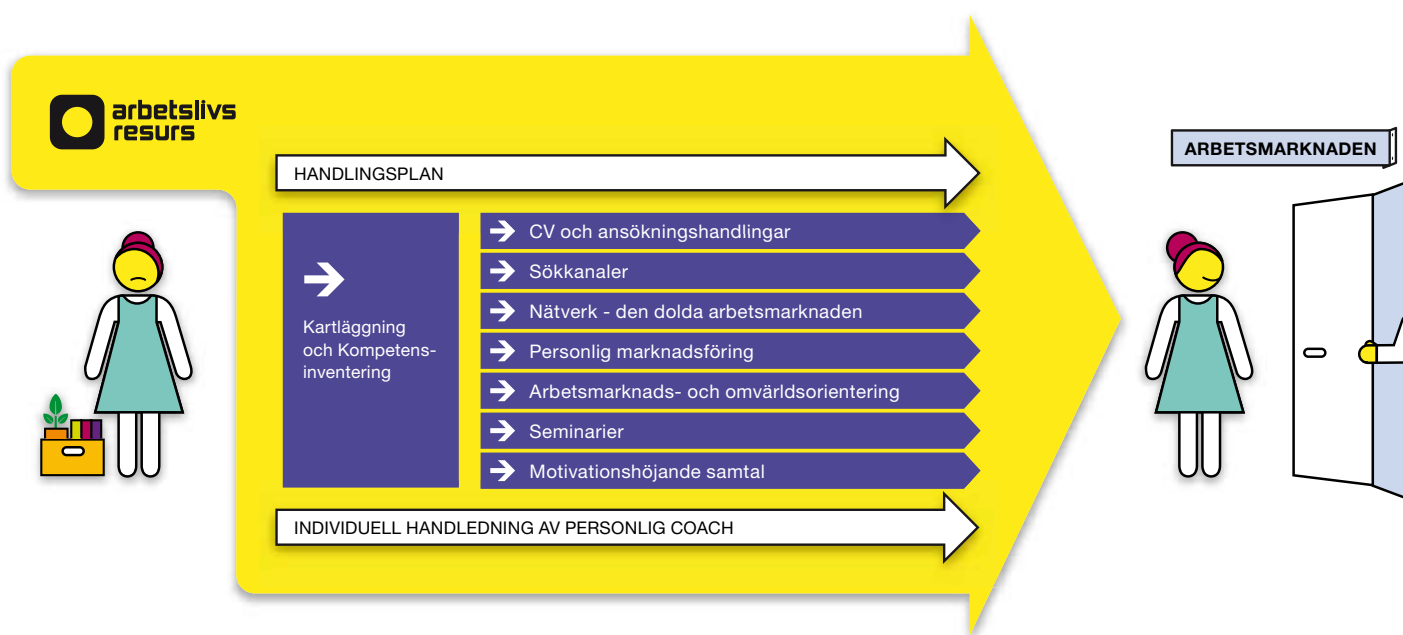 arbetslivs
resurs
HANDLINGSPLAN
Kartläggning
och Kompetens-
inventering
CV och ansökningshandlingar
Sökkanaler
Nätverk - den dolda arbetsmarknaden
Personlig marknadsföring
Arbetsmarknads- och omvärldsorientering
Seminarier
Motivationshöjande samtal
INDIVIDUELL HANDLEDNING AV PERSONLIG COACH
ARBETSMARKNADEN